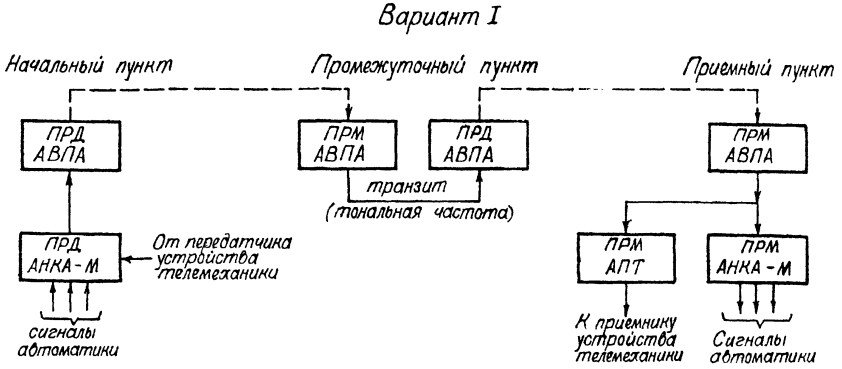 Вариант I
Начальный пункт
Промежуточный пункт
Приемный пункт
ПРД
АВПА
ПРМ
АВПА
ПРД
АВПА
ПРМ
АВПА
транзит
(тональная частота)
ПРД
АНКА-М
От передатчика
устройства
телемеханики
ПРМ
АПТ
ПРМ
АНКА-М
сигналы
автоматики
К приемнику
устройства
телемеханики
Сигналы
автоматики